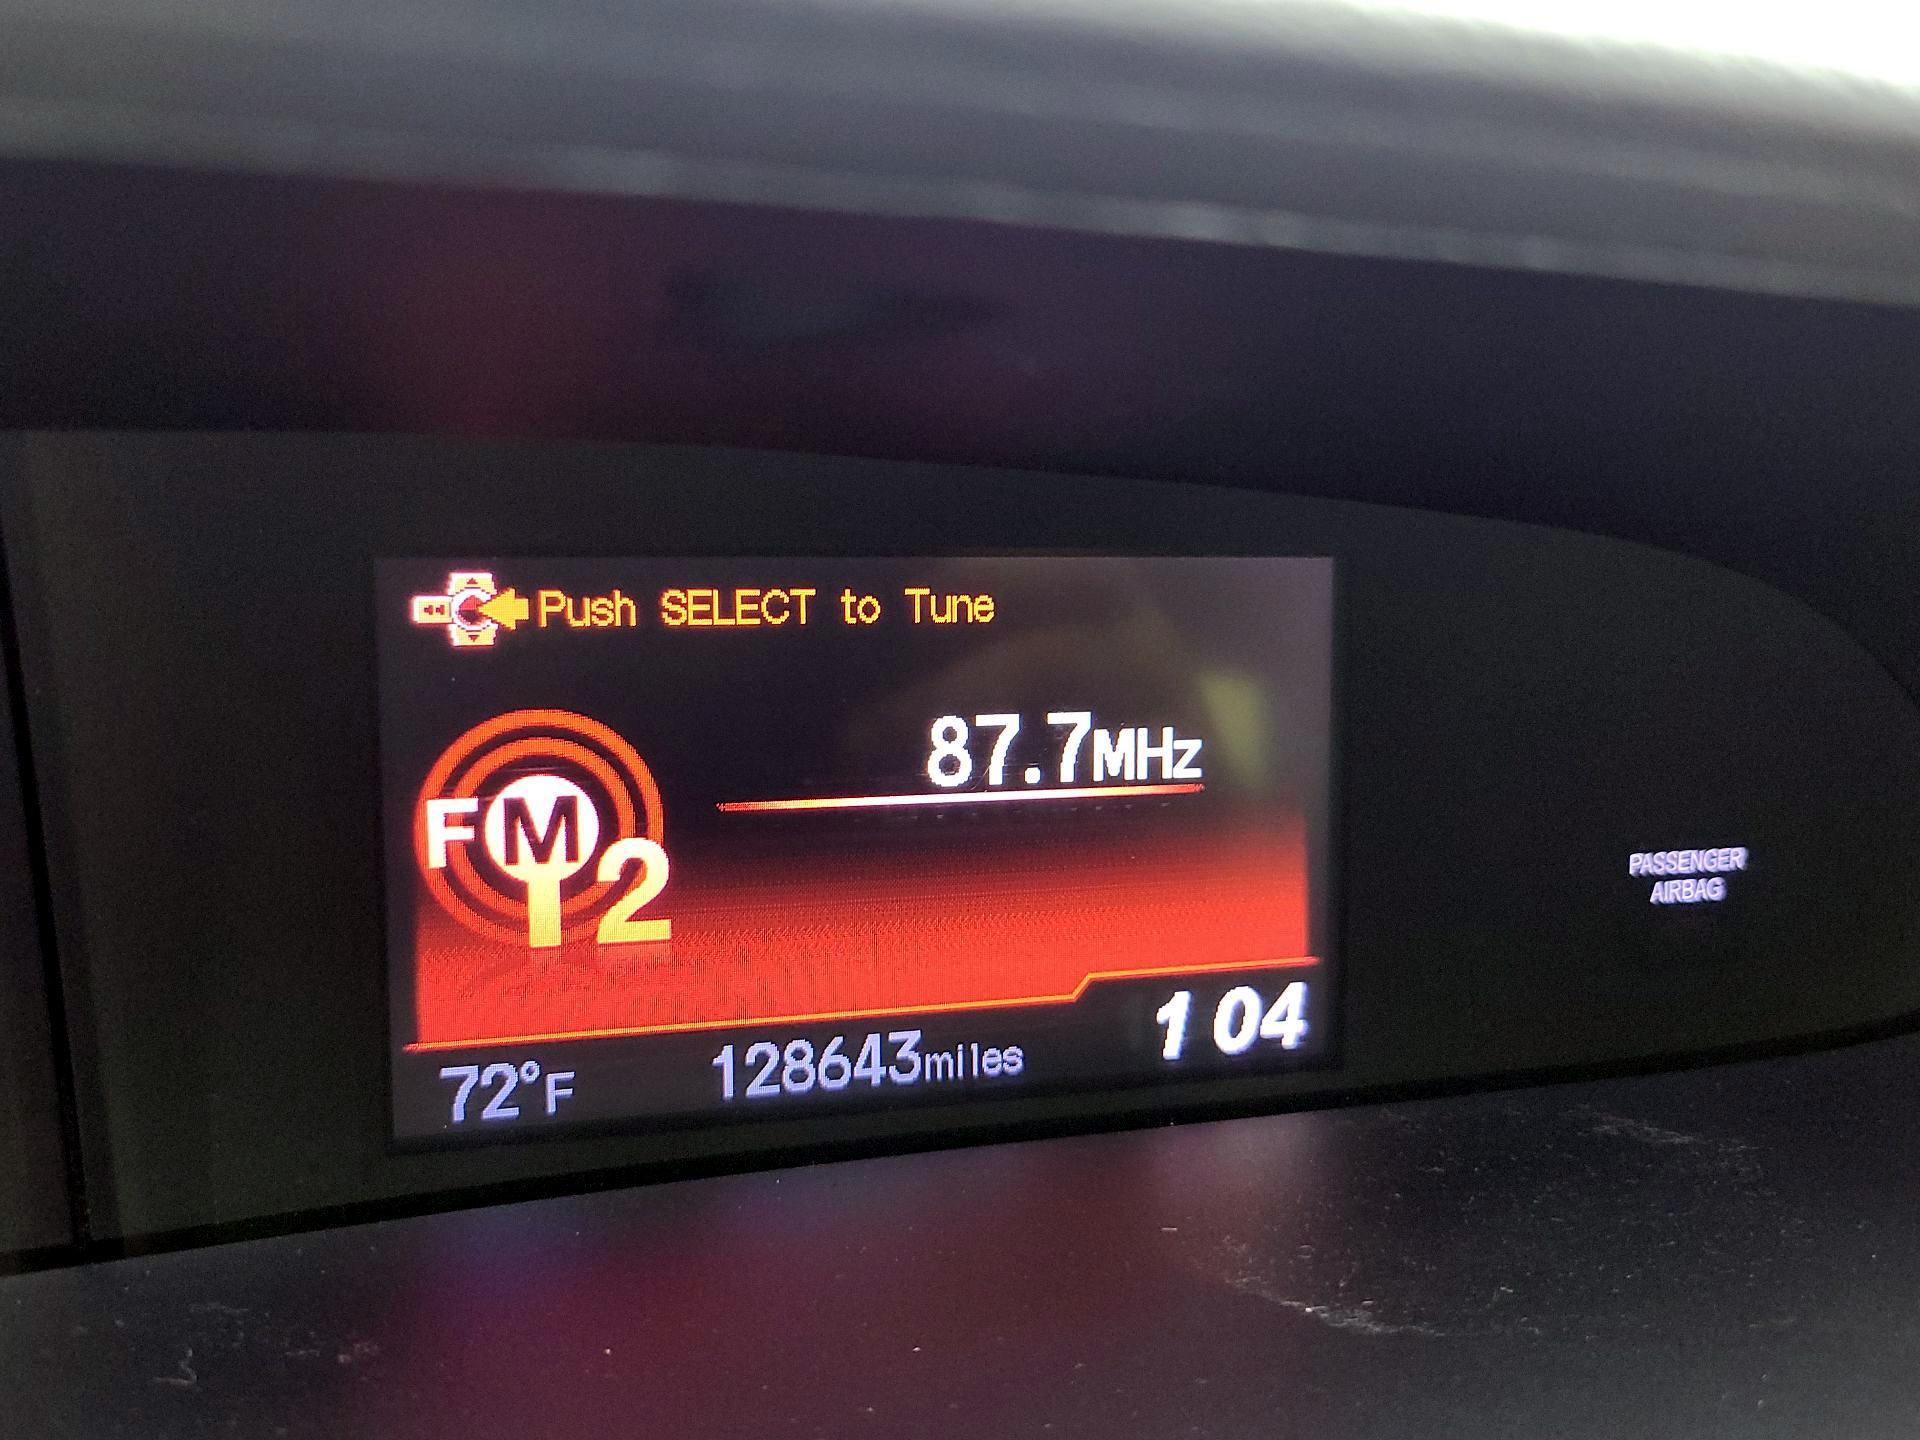 Push SELECT to Tune
87.7MHz
FM 2
PASSENGER
AIRBAG
72°F 128643miles 1 04